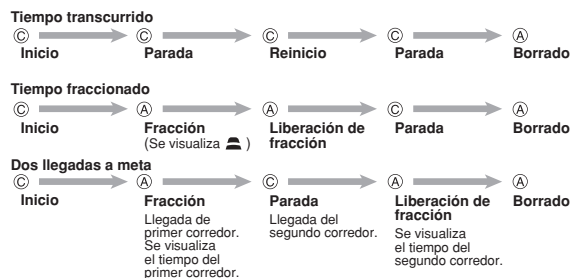 Tiempo transcurrido
Ⓒ Ⓒ Ⓒ Ⓒ Ⓐ
Inicio Parada Reinicio Parada Borrado
Tiempo fraccionado
Ⓒ Ⓐ Ⓐ Ⓒ Ⓐ
Inicio Fracción Liberación de Parada Borrado
(Se visualiza ) fracción
Dos llegadas a meta
Ⓒ Ⓐ Ⓒ Ⓐ Ⓐ
Inicio Fracción Parada Liberación de Borrado
fracción
Llegada de Llegada del Se visualiza
primer corredor. segundo corredor. el tiempo del
Se visualiza segundo corredor.
el tiempo del
primer corredor.